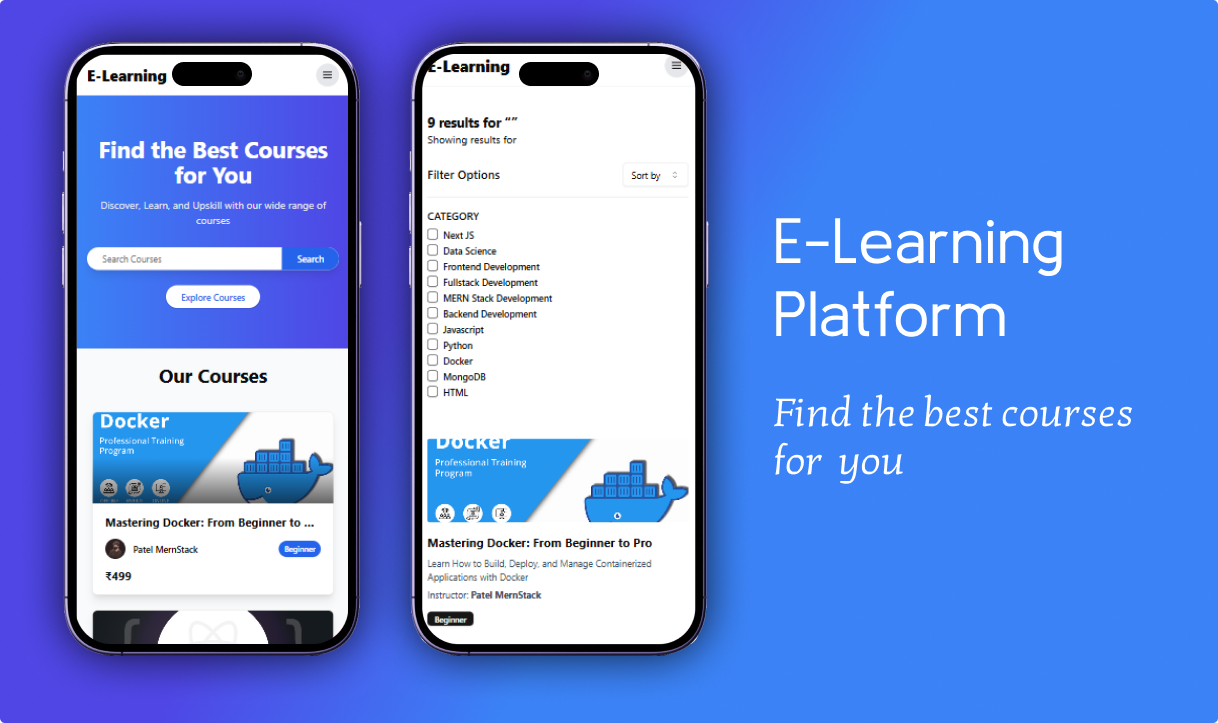 E-Learning
Find the Best Courses
for You
Discover, Learn, and Upskill with our wide range of
courses
Search Courses
Search
Explore Courses
Our Courses
Docker
Professional Training
Program
Mastering Docker: From Beginner to ...
Patel MernStack
Beginner
₹499
E-Learning
9 results for “”
Showing results for
Filter Options
Sort by
CATEGORY
Next JS
Data Science
Frontend Development
Fullstack Development
MERN Stack Development
Backend Development
Javascript
Python
Docker
MongoDB
HTML
Docker
Professional Training
Program
Mastering Docker: From Beginner to Pro
Learn How to Build, Deploy, and Manage Containerized
Applications with Docker
Instructor: Patel MernStack
Beginner
E-Learning
Platform
Find the best courses
for you